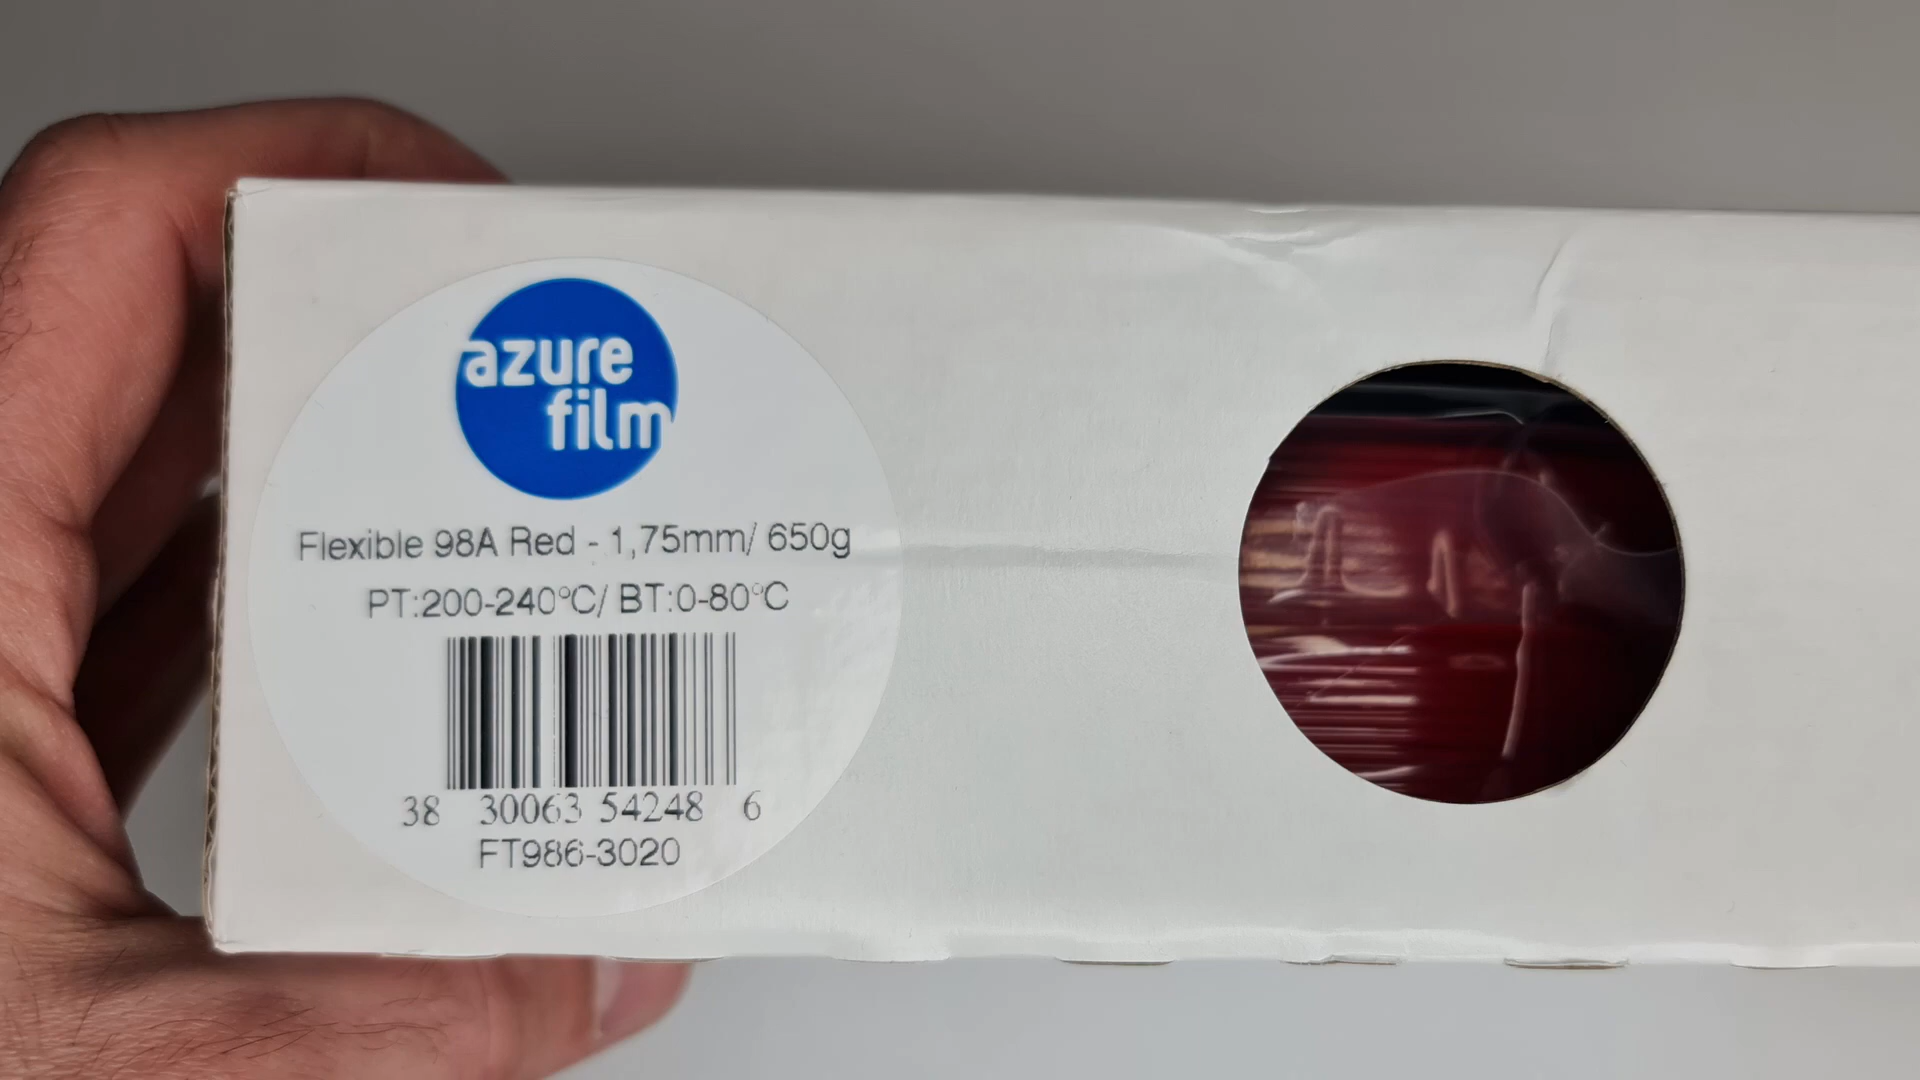 azure
film
Flexible 98A Red - 1,75mm/ 650g
PT:200-240°C/ BT:0-80°C
38 30063 54248 6
FT986-3020